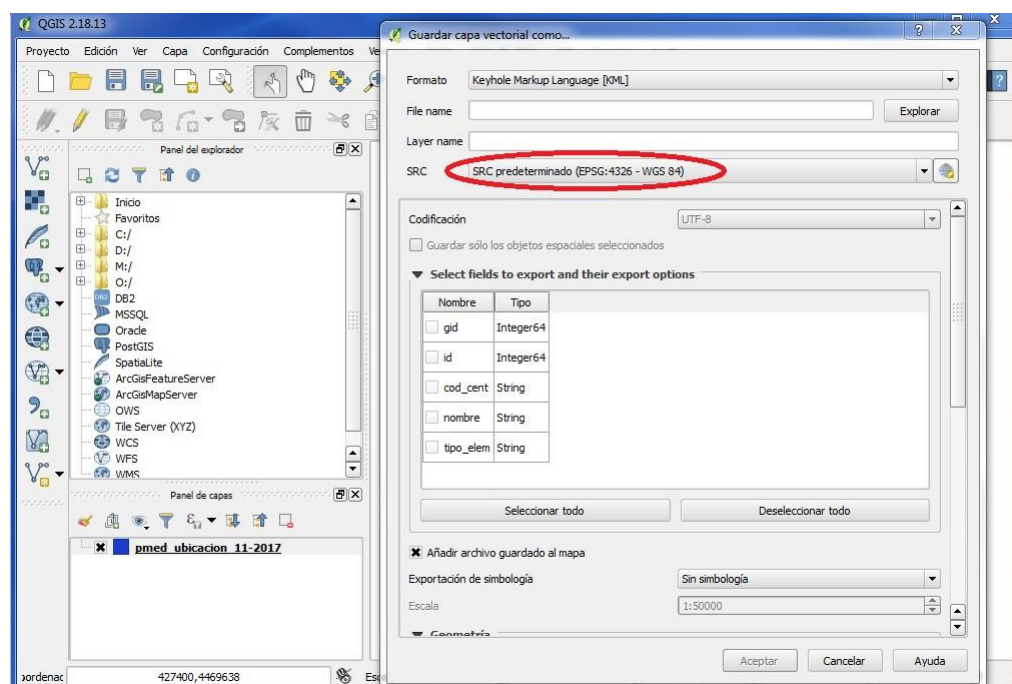 QGIS 2.18.13
Proyecto Edición Ver Capa Configuración Complementos Ve
Panel del explorador
Inicio
Favoritos
C:/
D:/
M:/
O:/
DB2
MSSQL
Oracle
PostGIS
SpatiaLite
ArcGisFeatureServer
ArcGisMapServer
OWS
Tile Server (XYZ)
WCS
WFS
WMS
Panel de capas
pmed_ubicacion_11-2017
427400,4469638
Guardar capa vectorial como...
Formato Keyhole Markup Language [KML]
File name Explorar
Layer name
SRC SRC predeterminado (EPSG:4326 - WGS 84)
Codificación UTF-8
Guardar sólo los objetos espaciales seleccionados
Select fields to export and their export options
Nombre Tipo
gid Integer64
id Integer64
cod_cent String
nombre String
tipo_elem String
Seleccionar todo Deseleccionar todo
Añadir archivo guardado al mapa
Exportación de simbología Sin simbología
Escala 1:50000
Geometría
Aceptar Cancelar Ayuda